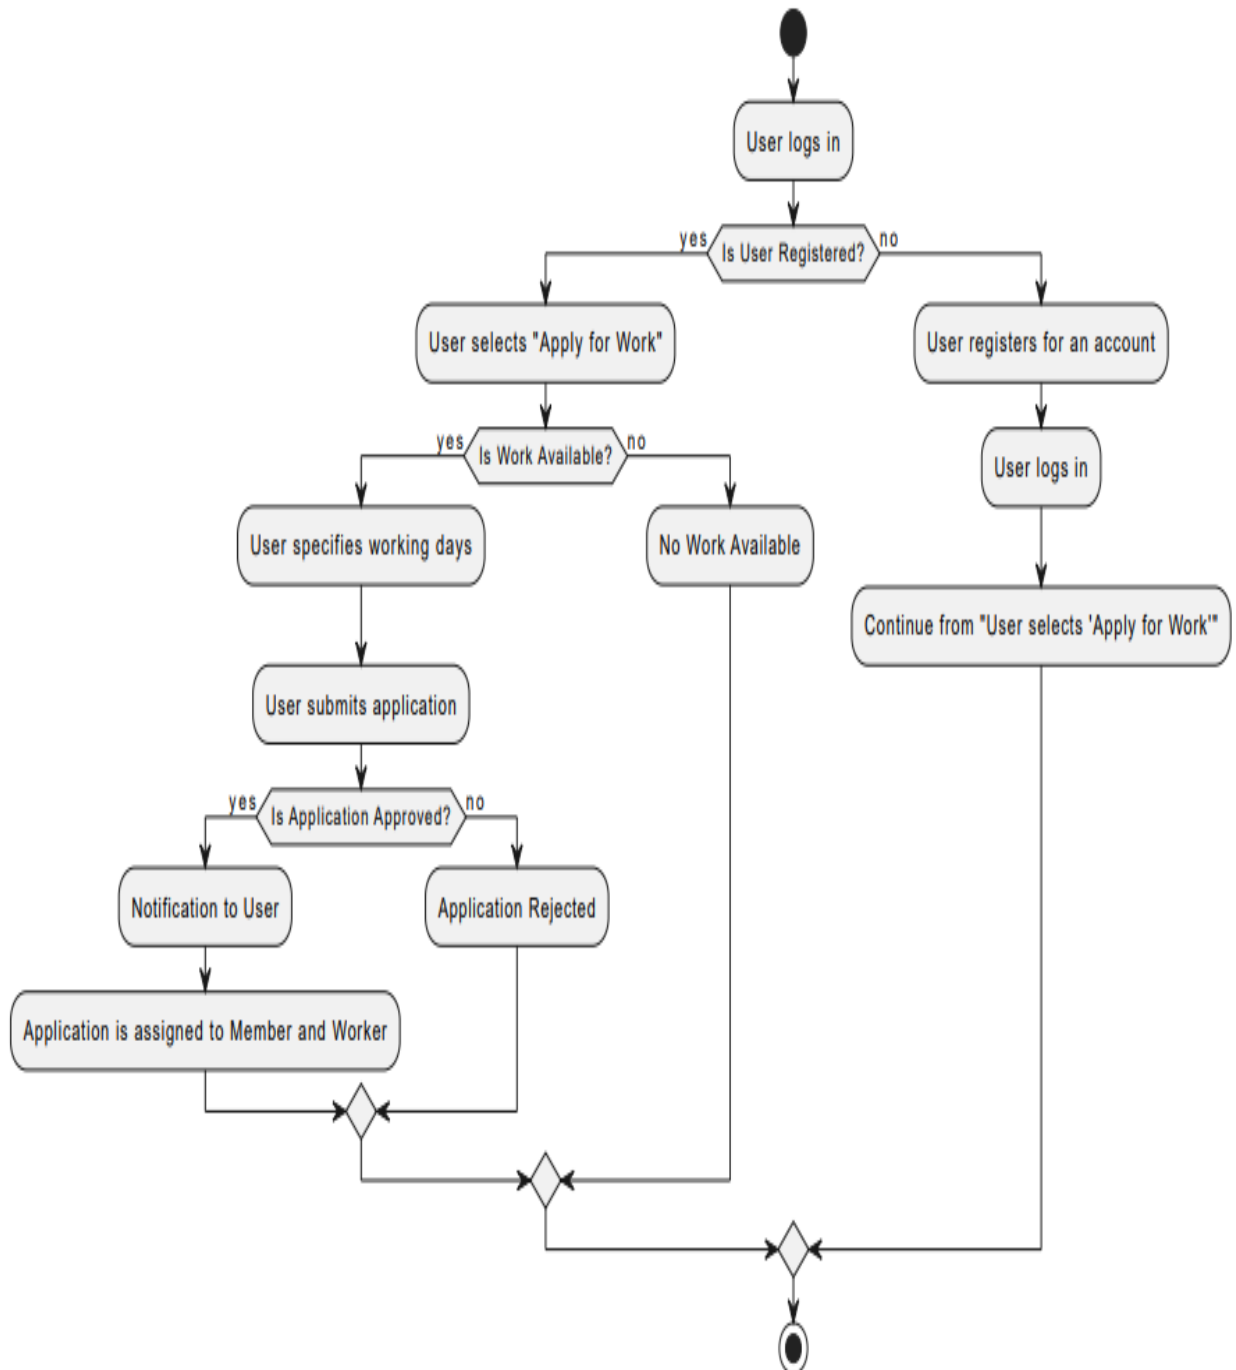 User logs in
yes
Is User Registered?
no
User selects "Apply for Work"
User registers for an account
yes
Is Work Available?
no
User logs in
User specifies working days
No Work Available
Continue from "User selects 'Apply for Work'"
User submits application
yes
Is Application Approved?
no
Notification to User
Application Rejected
Application is assigned to Member and Worker